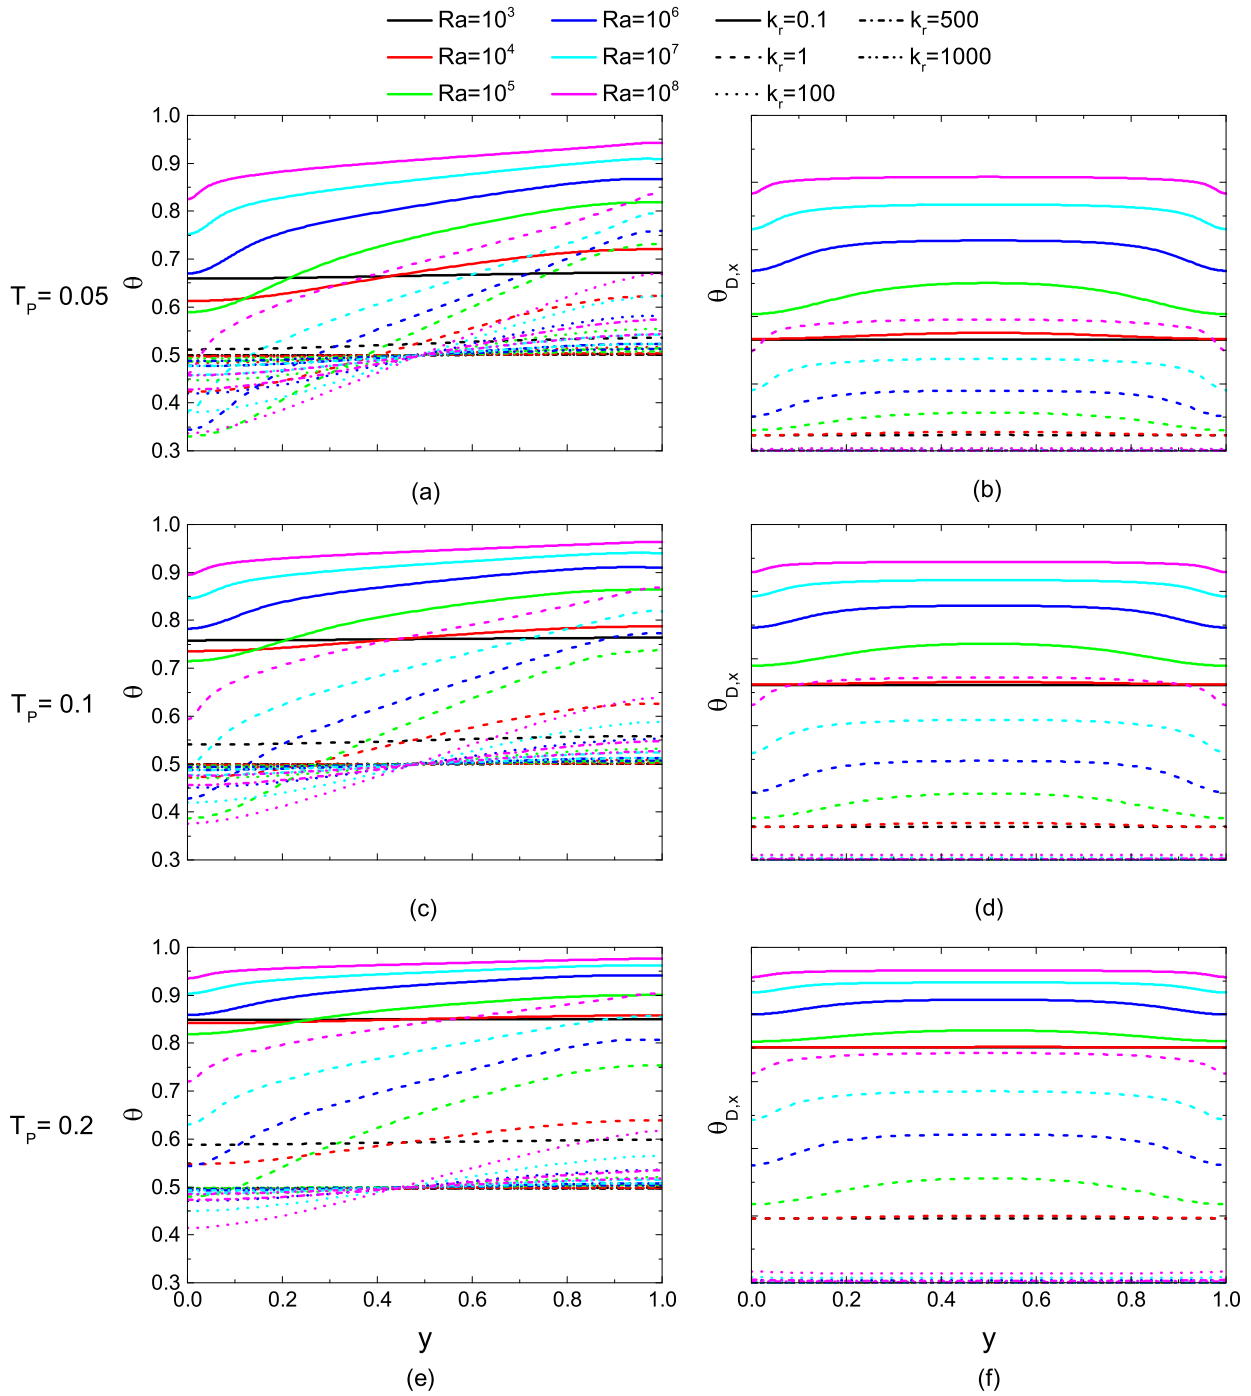 Ra=10³ Ra=10⁶ kᵣ=0.1 kᵣ=500
Ra=10⁴ Ra=10⁷ kᵣ=1 kᵣ=1000
Ra=10⁵ Ra=10⁸ kᵣ=100
1.0
0.9
0.8
0.7
0.6
0.5
0.4
0.3
θ
T_P= 0.05
θ_D,x
(a) (b)
1.0
0.9
0.8
0.7
0.6
0.5
0.4
0.3
θ
T_P= 0.1
θ_D,x
(c) (d)
1.0
0.9
0.8
0.7
0.6
0.5
0.4
0.3
θ
T_P= 0.2
θ_D,x
0.0 0.2 0.4 0.6 0.8 1.0 0.0 0.2 0.4 0.6 0.8 1.0
y y
(e) (f)